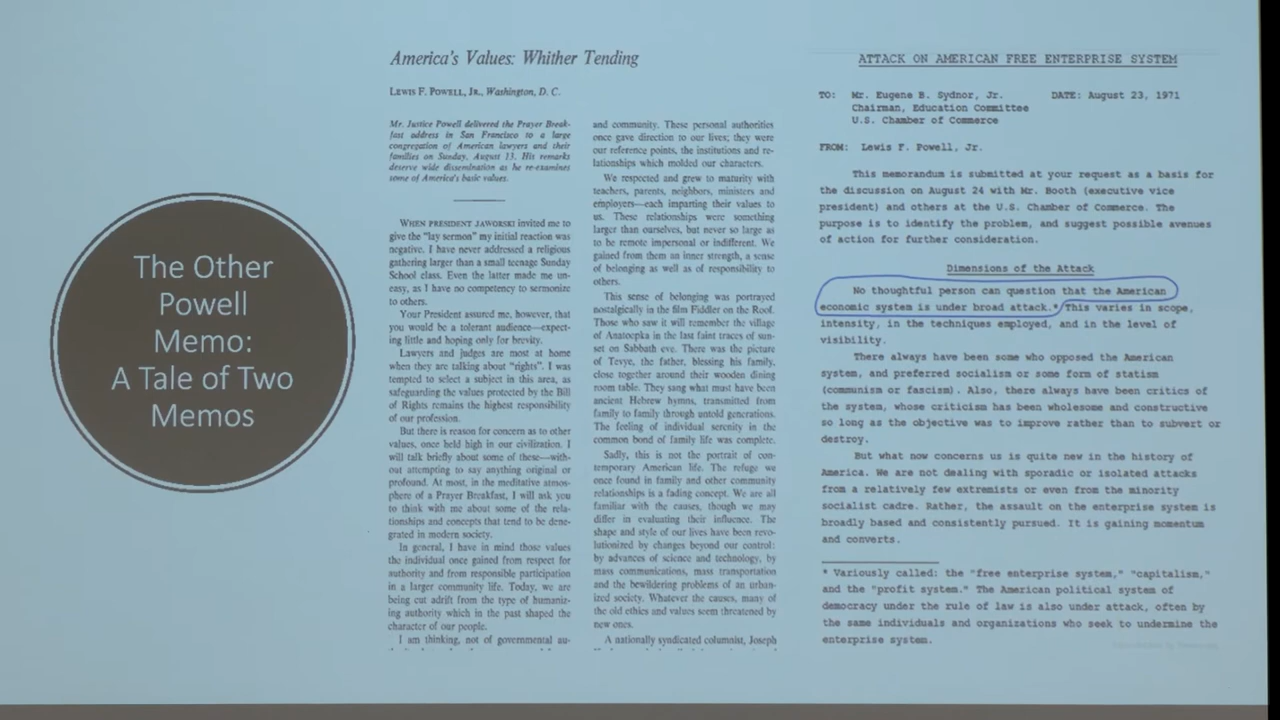 The Other
Powell
Memo:
A Tale of Two
Memos
America's Values: Whither Tending
LEWIS F. POWELL, JR., Washington, D. C.
Mr. Justice Powell delivered the Prayer Break-
fast address in San Francisco to a large
congregation of American lawyers and their
families on Sunday, August 13. His remarks
deserve wide dissemination as he re-examines
some of America's basic values.
WHEN PRESIDENT JAWORSKI invited me to
give the "lay sermon" my initial reaction was
negative. I have never addressed a religious
gathering larger than a small teenage Sunday
School class. Even the latter made me un-
easy, as I have no competency to sermonize
to others.
Your President assured me, however, that
you would be a tolerant audience—expect-
ing little and hoping only for brevity.
Lawyers and judges are most at home
when they are talking about "rights". I was
tempted to select a subject in this area, as
safeguarding the values protected by the Bill
of Rights remains the highest responsibility
of our profession.
But there is reason for concern as to other
values, once held high in our civilization. I
will talk briefly about some of these—with-
out attempting to say anything original or
profound. At most, in the meditative atmos-
phere of a Prayer Breakfast, I will ask you
to think with me about some of the rela-
tionships and concepts that tend to be deni-
grated in modern society.
In general, I have in mind those values
the individual once gained from respect for
authority and from responsible participation
in a larger community life. Today, we are
being cut adrift from the type of humaniz-
ing authority which in the past shaped the
character of our people.
I am thinking, not of governmental au-
and community. These personal authorities
once gave direction to our lives; they were
our reference points, the institutions and re-
lationships which molded our characters.
We respected and grew to maturity with
teachers, parents, neighbors, ministers and
employers—each imparting their values to
us. These relationships were something
larger than ourselves, but never so large as
to be remote impersonal or indifferent. We
gained from them an inner strength, a sense
of belonging as well as of responsibility to
others.
This sense of belonging was portrayed
nostalgically in the film Fiddler on the Roof.
Those who saw it will remember the village
of Anatopka in the last faint traces of sun-
set on Sabbath eve. There was the picture
of Tevye, the father, blessing his family,
close together around their wooden dining
room table. They sang what must have been
ancient Hebrew hymns, transmitted from
family to family through untold generations.
The feeling of individual serenity in the
common bond of family life was complete.
Sadly, this is not the portrait of con-
temporary American life. The refuge we
once found in family and other community
relationships is a fading concept. We are all
familiar with the causes, though we may
differ in evaluating their influence. The
shape and style of our lives have been revo-
lutionized by changes beyond our control:
by advances of science and technology, by
mass communications, mass transportation
and the bewildering problems of an urban-
ized society. Whatever the causes, many of
the old ethics and values seem threatened by
new ones.
A nationally syndicated columnist, Joseph
ATTACK ON AMERICAN FREE ENTERPRISE SYSTEM
TO: Mr. Eugene B. Sydnor, Jr. DATE: August 23, 1971
Chairman, Education Committee
U.S. Chamber of Commerce
FROM: Lewis F. Powell, Jr.
This memorandum is submitted at your request as a basis for
the discussion on August 24 with Mr. Booth (executive vice
president) and others at the U.S. Chamber of Commerce. The
purpose is to identify the problem, and suggest possible avenues
of action for further consideration.
Dimensions of the Attack
No thoughtful person can question that the American
economic system is under broad attack.* This varies in scope,
intensity, in the techniques employed, and in the level of
visibility.
There always have been some who opposed the American
system, and preferred socialism or some form of statism
(communism or fascism). Also, there always have been critics of
the system, whose criticism has been wholesome and constructive
so long as the objective was to improve rather than to subvert or
destroy.
But what now concerns us is quite new in the history of
America. We are not dealing with sporadic or isolated attacks
from a relatively few extremists or even from the minority
socialist cadre. Rather, the assault on the enterprise system is
broadly based and consistently pursued. It is gaining momentum
and converts.
* Variously called: the "free enterprise system," "capitalism,"
and the "profit system." The American political system of
democracy under the rule of law is also under attack, often by
the same individuals and organizations who seek to undermine the
enterprise system.